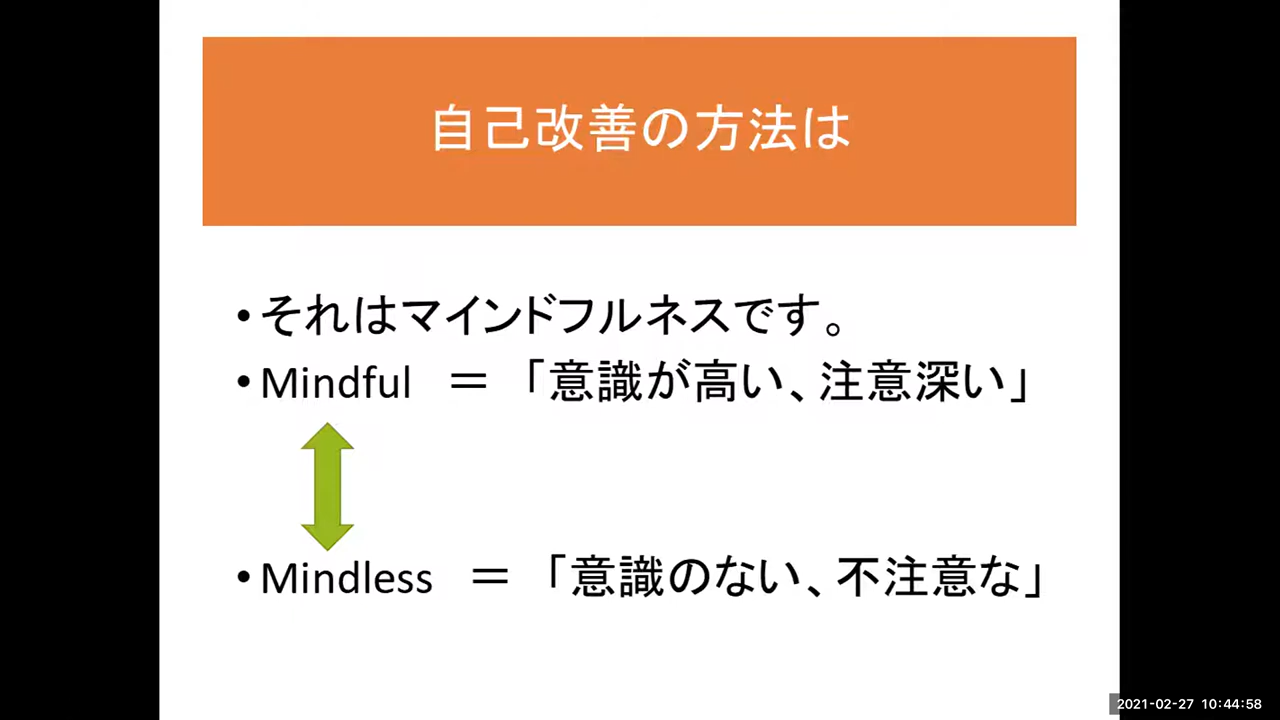 自己改善の方法は
•それはマインドフルネスです。
•Mindful ＝ 「意識が高い、注意深い」
•Mindless ＝ 「意識のない、不注意な」
2021-02-27 10:44:58